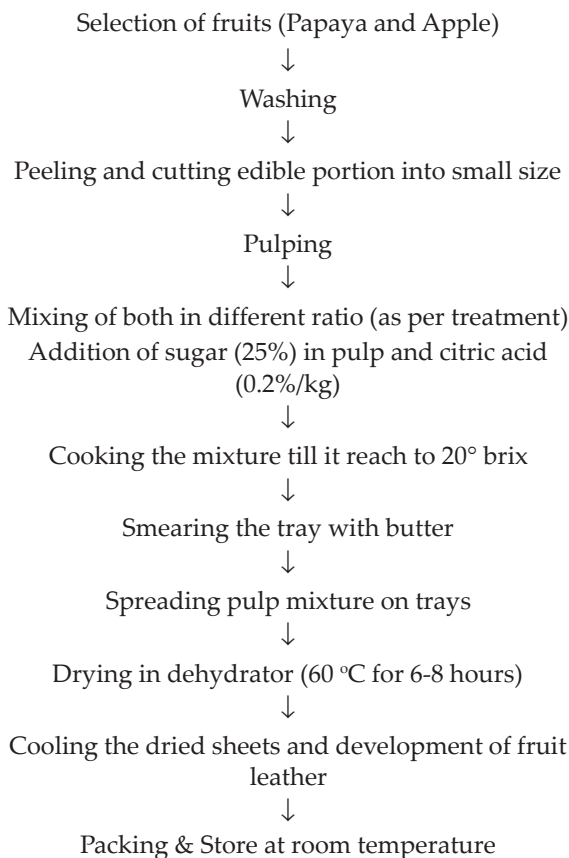 Selection of fruits (Papaya and Apple)
↓
Washing
↓
Peeling and cutting edible portion into small size
↓
Pulping
↓
Mixing of both in different ratio (as per treatment)
Addition of sugar (25%) in pulp and citric acid
(0.2%/kg)
↓
Cooking the mixture till it reach to 20° brix
↓
Smearing the tray with butter
↓
Spreading pulp mixture on trays
↓
Drying in dehydrator (60 °C for 6-8 hours)
↓
Cooling the dried sheets and development of fruit
leather
↓
Packing & Store at room temperature